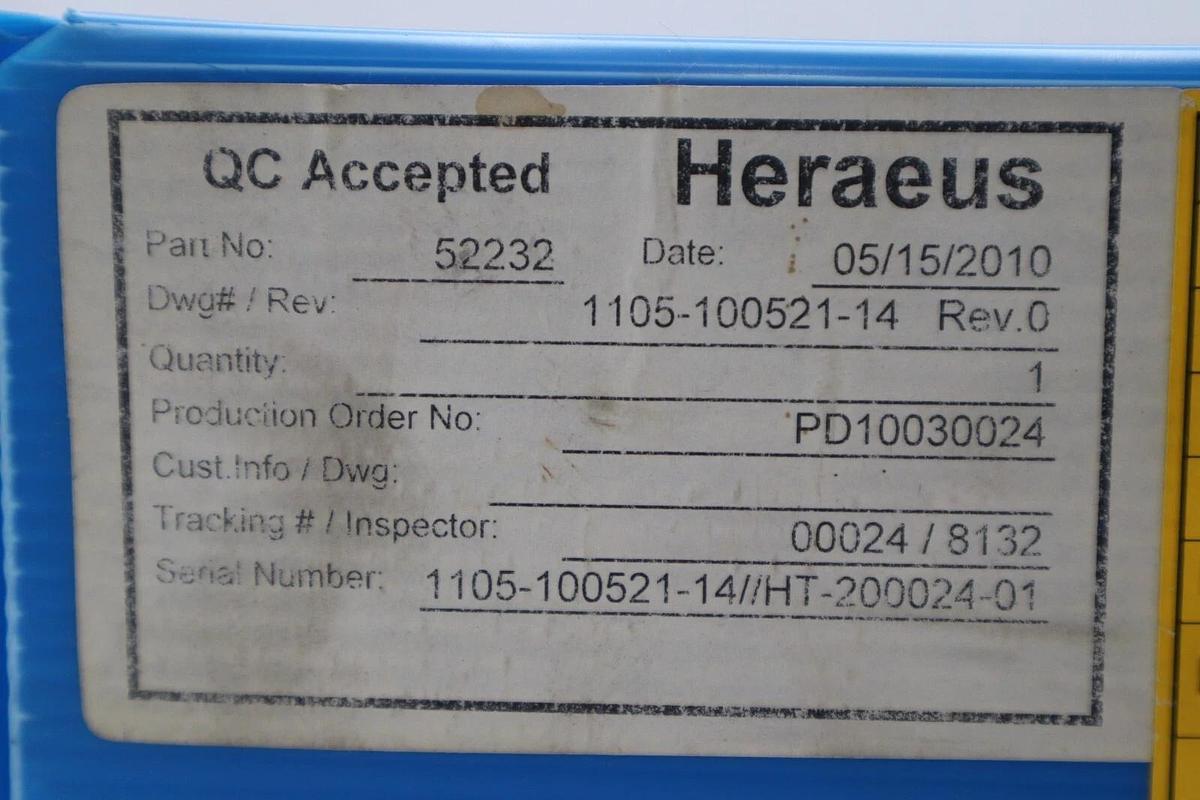 QC Accepted Heraeus
Part No: 52232 Date: 05/15/2010
Dwg# / Rev: 1105-100521-14 Rev.0
Quantity: 1
Production Order No: PD10030024
Cust.Info / Dwg:
Tracking # / Inspector: 00024 / 8132
Serial Number: 1105-100521-14//HT-200024-01